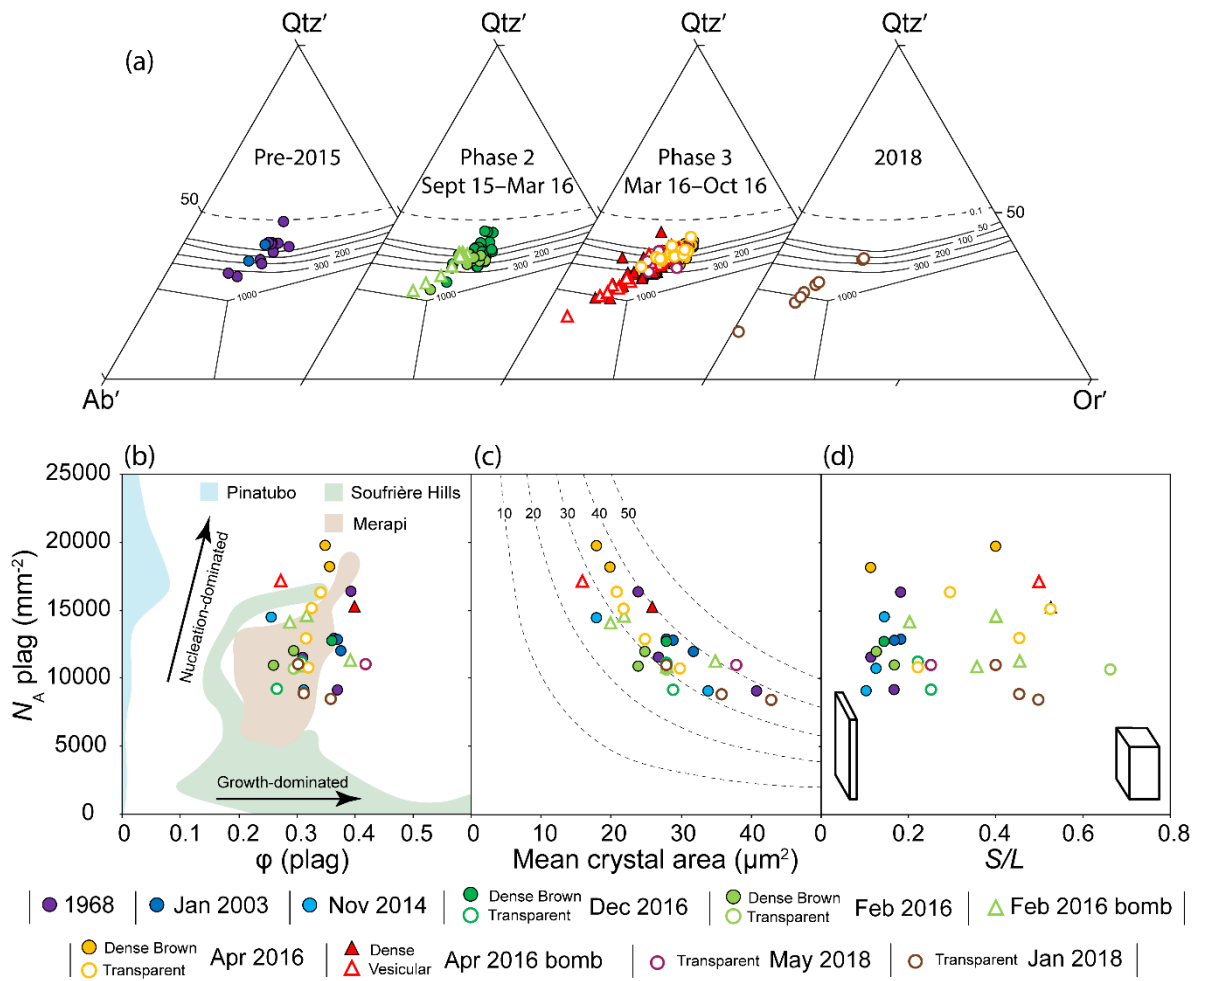 Qtz′ Qtz′ Qtz′ Qtz′
(a)
Pre-2015 Phase 2 Phase 3 2018
Sept 15–Mar 16 Mar 16–Oct 16
50 0.1 50
50
100
200 200 200 200
300 300 300 300
1000 1000 1000 1000
Ab′ Or′
(b) (c) (d)
25000
20000
15000
10000
5000
0
N_A plag (mm⁻²)
Pinatubo Soufrière Hills
Merapi
Nucleation-dominated
Growth-dominated
10 20 30 40 50
0 0.1 0.2 0.3 0.4 0.5
0 10 20 30 40
0 0.2 0.4 0.6 0.8
φ (plag) Mean crystal area (µm²) S/L
1968 Jan 2003 Nov 2014 Dense Brown Transparent Dec 2016 Dense Brown Transparent Feb 2016 Feb 2016 bomb
Dense Brown Transparent Apr 2016 Dense Vesicular Apr 2016 bomb Transparent May 2018 Transparent Jan 2018